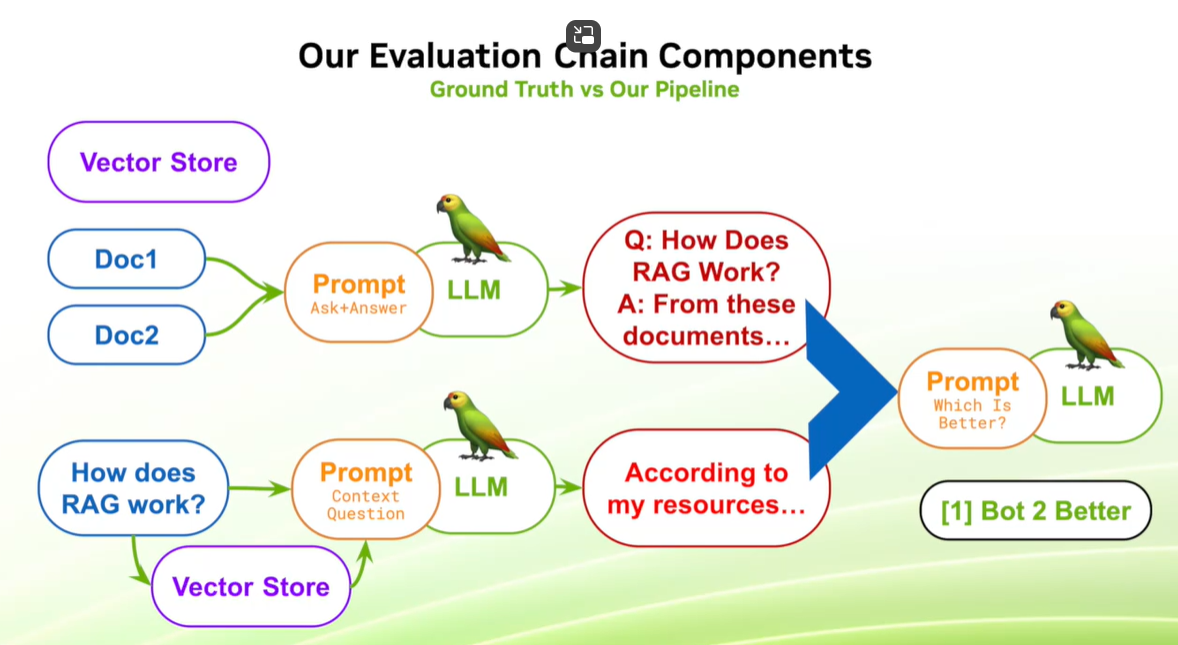 Our Evaluation Chain Components
Ground Truth vs Our Pipeline
Vector Store
Doc1
Doc2
Prompt
Ask+Answer
LLM
Q: How Does
RAG Work?
A: From these
documents...
How does
RAG work?
Vector Store
Prompt
Context
Question
LLM
According to
my resources...
Prompt
Which Is
Better?
LLM
[1] Bot 2 Better